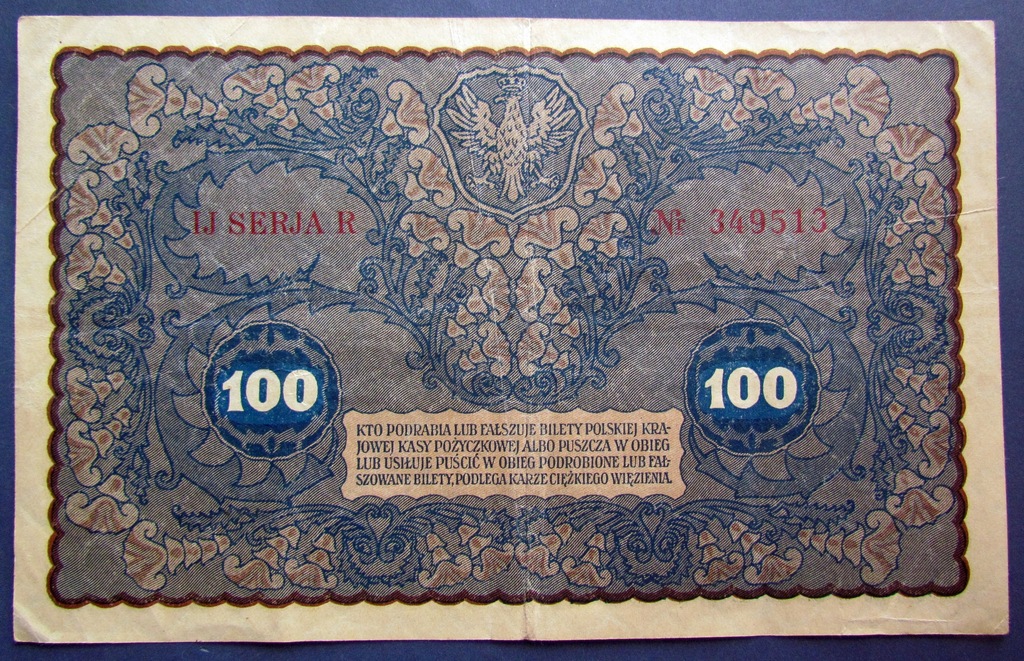 IJ SERJA R
№ 349513
100
100
KTO PODRABIA LUB FAŁSZUJE BILETY POLSKIEJ KRA-
JOWEJ KASY POŻYCZKOWEJ ALBO PUSZCZA W OBIEG
LUB USIŁUJE PUŚCIĆ W OBIEG PODROBIONE LUB FAŁ-
SZOWANE BILETY, PODLEGA KARZE CIĘŻKIEGO WIĘZIENIA.